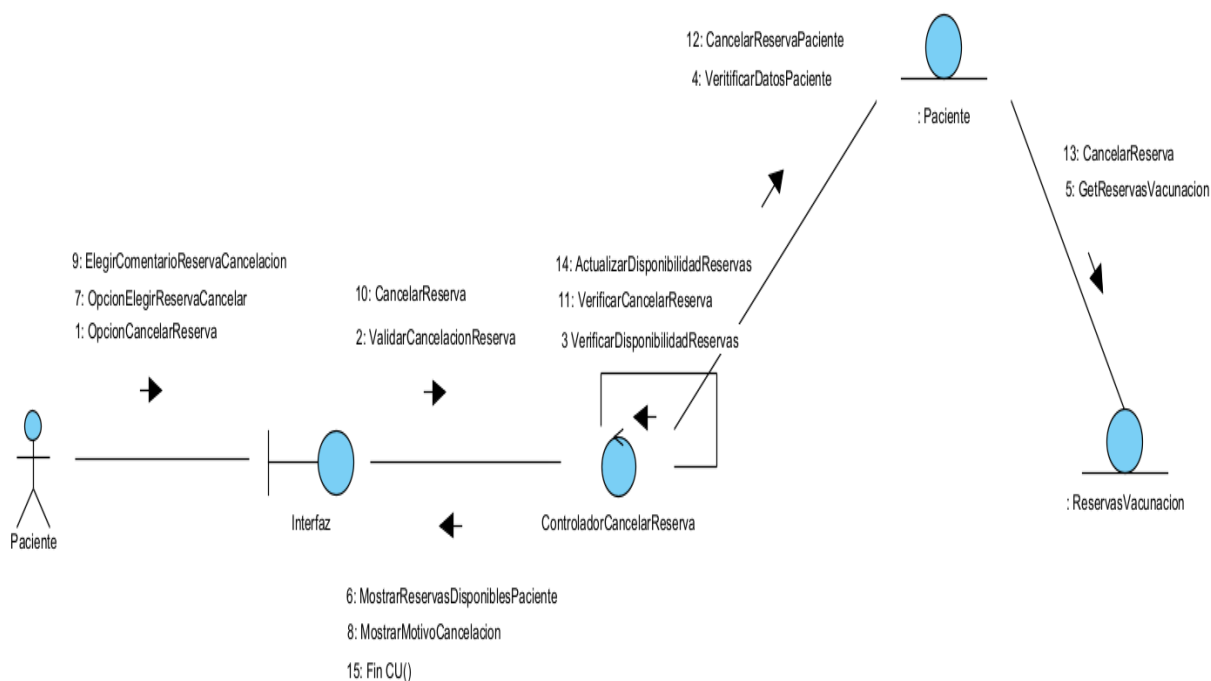 12: CancelarReservaPaciente
4: VeritificarDatosPaciente
: Paciente
13: CancelarReserva
5: GetReservasVacunacion
9: ElegirComentarioReservaCancelacion
7: OpcionElegirReservaCancelar
1: OpcionCancelarReserva
10: CancelarReserva
2: ValidarCancelacionReserva
14: ActualizarDisponibilidadReservas
11: VerificarCancelarReserva
3 VerificarDisponibilidadReservas
Paciente
Interfaz
ControladorCancelarReserva
: ReservasVacunacion
6: MostrarReservasDisponiblesPaciente
8: MostrarMotivoCancelacion
15: Fin CU()